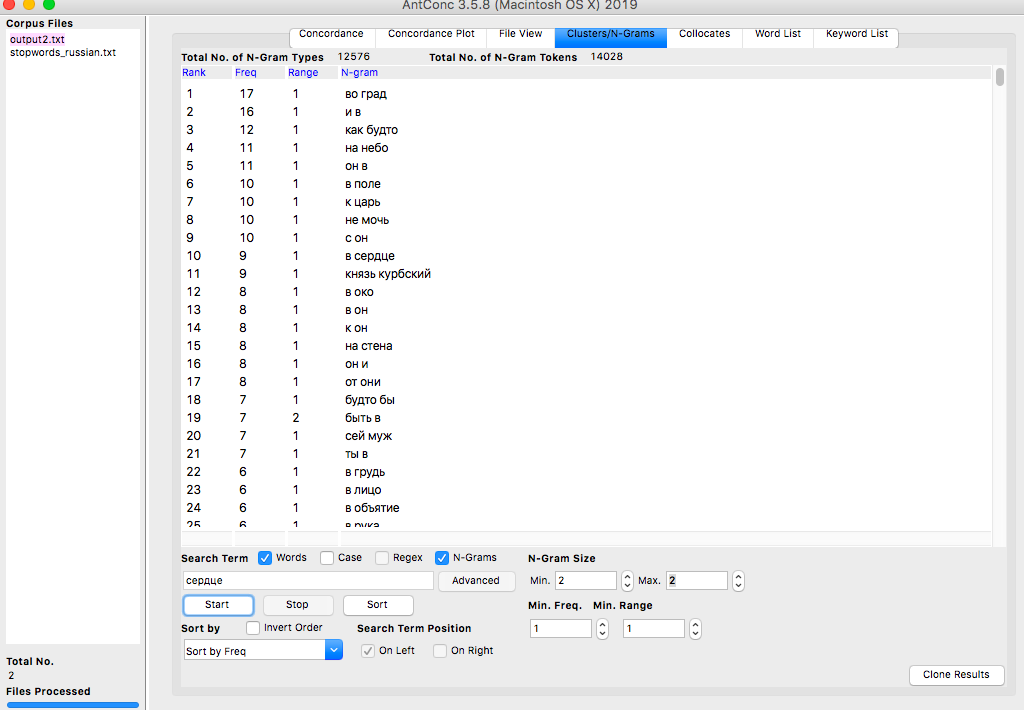 AntConc 3.5.8 (Macintosh OS X) 2019
Corpus Files
output2.txt
stopwords_russian.txt
Concordance Concordance Plot File View Clusters/N-Grams Collocates Word List Keyword List
Total No. of N-Gram Types 12576 Total No. of N-Gram Tokens 14028
Rank Freq Range N-gram
1 17 1 во град
2 16 1 и в
3 12 1 как будто
4 11 1 на небо
5 11 1 он в
6 10 1 в поле
7 10 1 к царь
8 10 1 не мочь
9 10 1 с он
10 9 1 в сердце
11 9 1 князь курбский
12 8 1 в око
13 8 1 в он
14 8 1 к он
15 8 1 на стена
16 8 1 он и
17 8 1 от они
18 7 1 будто бы
19 7 2 быть в
20 7 1 сей муж
21 7 1 ты в
22 6 1 в грудь
23 6 1 в лицо
24 6 1 в объятие
25 6 1 в рука
Search Term Words Case Regex N-Grams N-Gram Size
сердце Advanced Min. 2 Max. 2
Start Stop Sort Min. Freq. Min. Range
Sort by Invert Order Search Term Position 1 1
Sort by Freq On Left On Right
Total No.
2
Files Processed
Clone Results